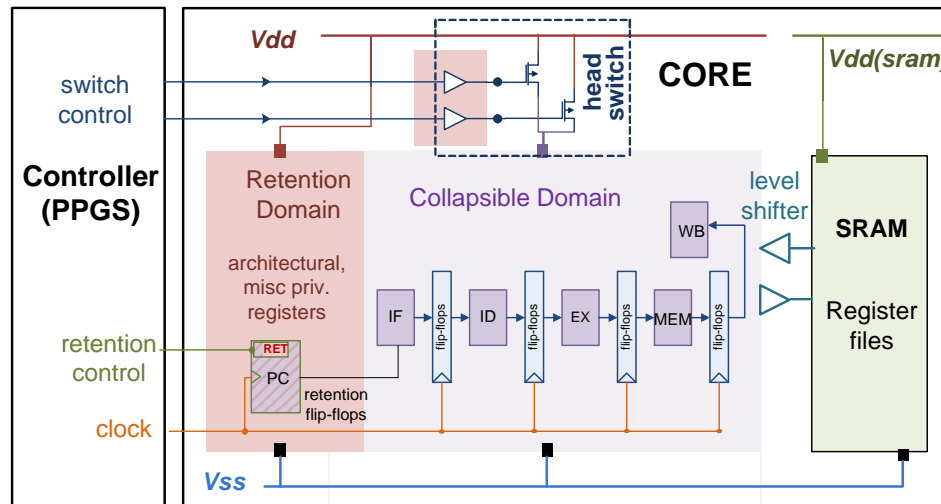 Controller
(PPGS)
switch
control
retention
control
clock
Vdd
Vdd(sram)
CORE
head
switch
Retention
Domain
architectural,
misc priv.
registers
Collapsible Domain
level
shifter
SRAM
Register
files
WB
IF
flip-flops
ID
flip-flops
EX
flip-flops
MEM
flip-flops
RET
PC
retention
flip-flops
Vss